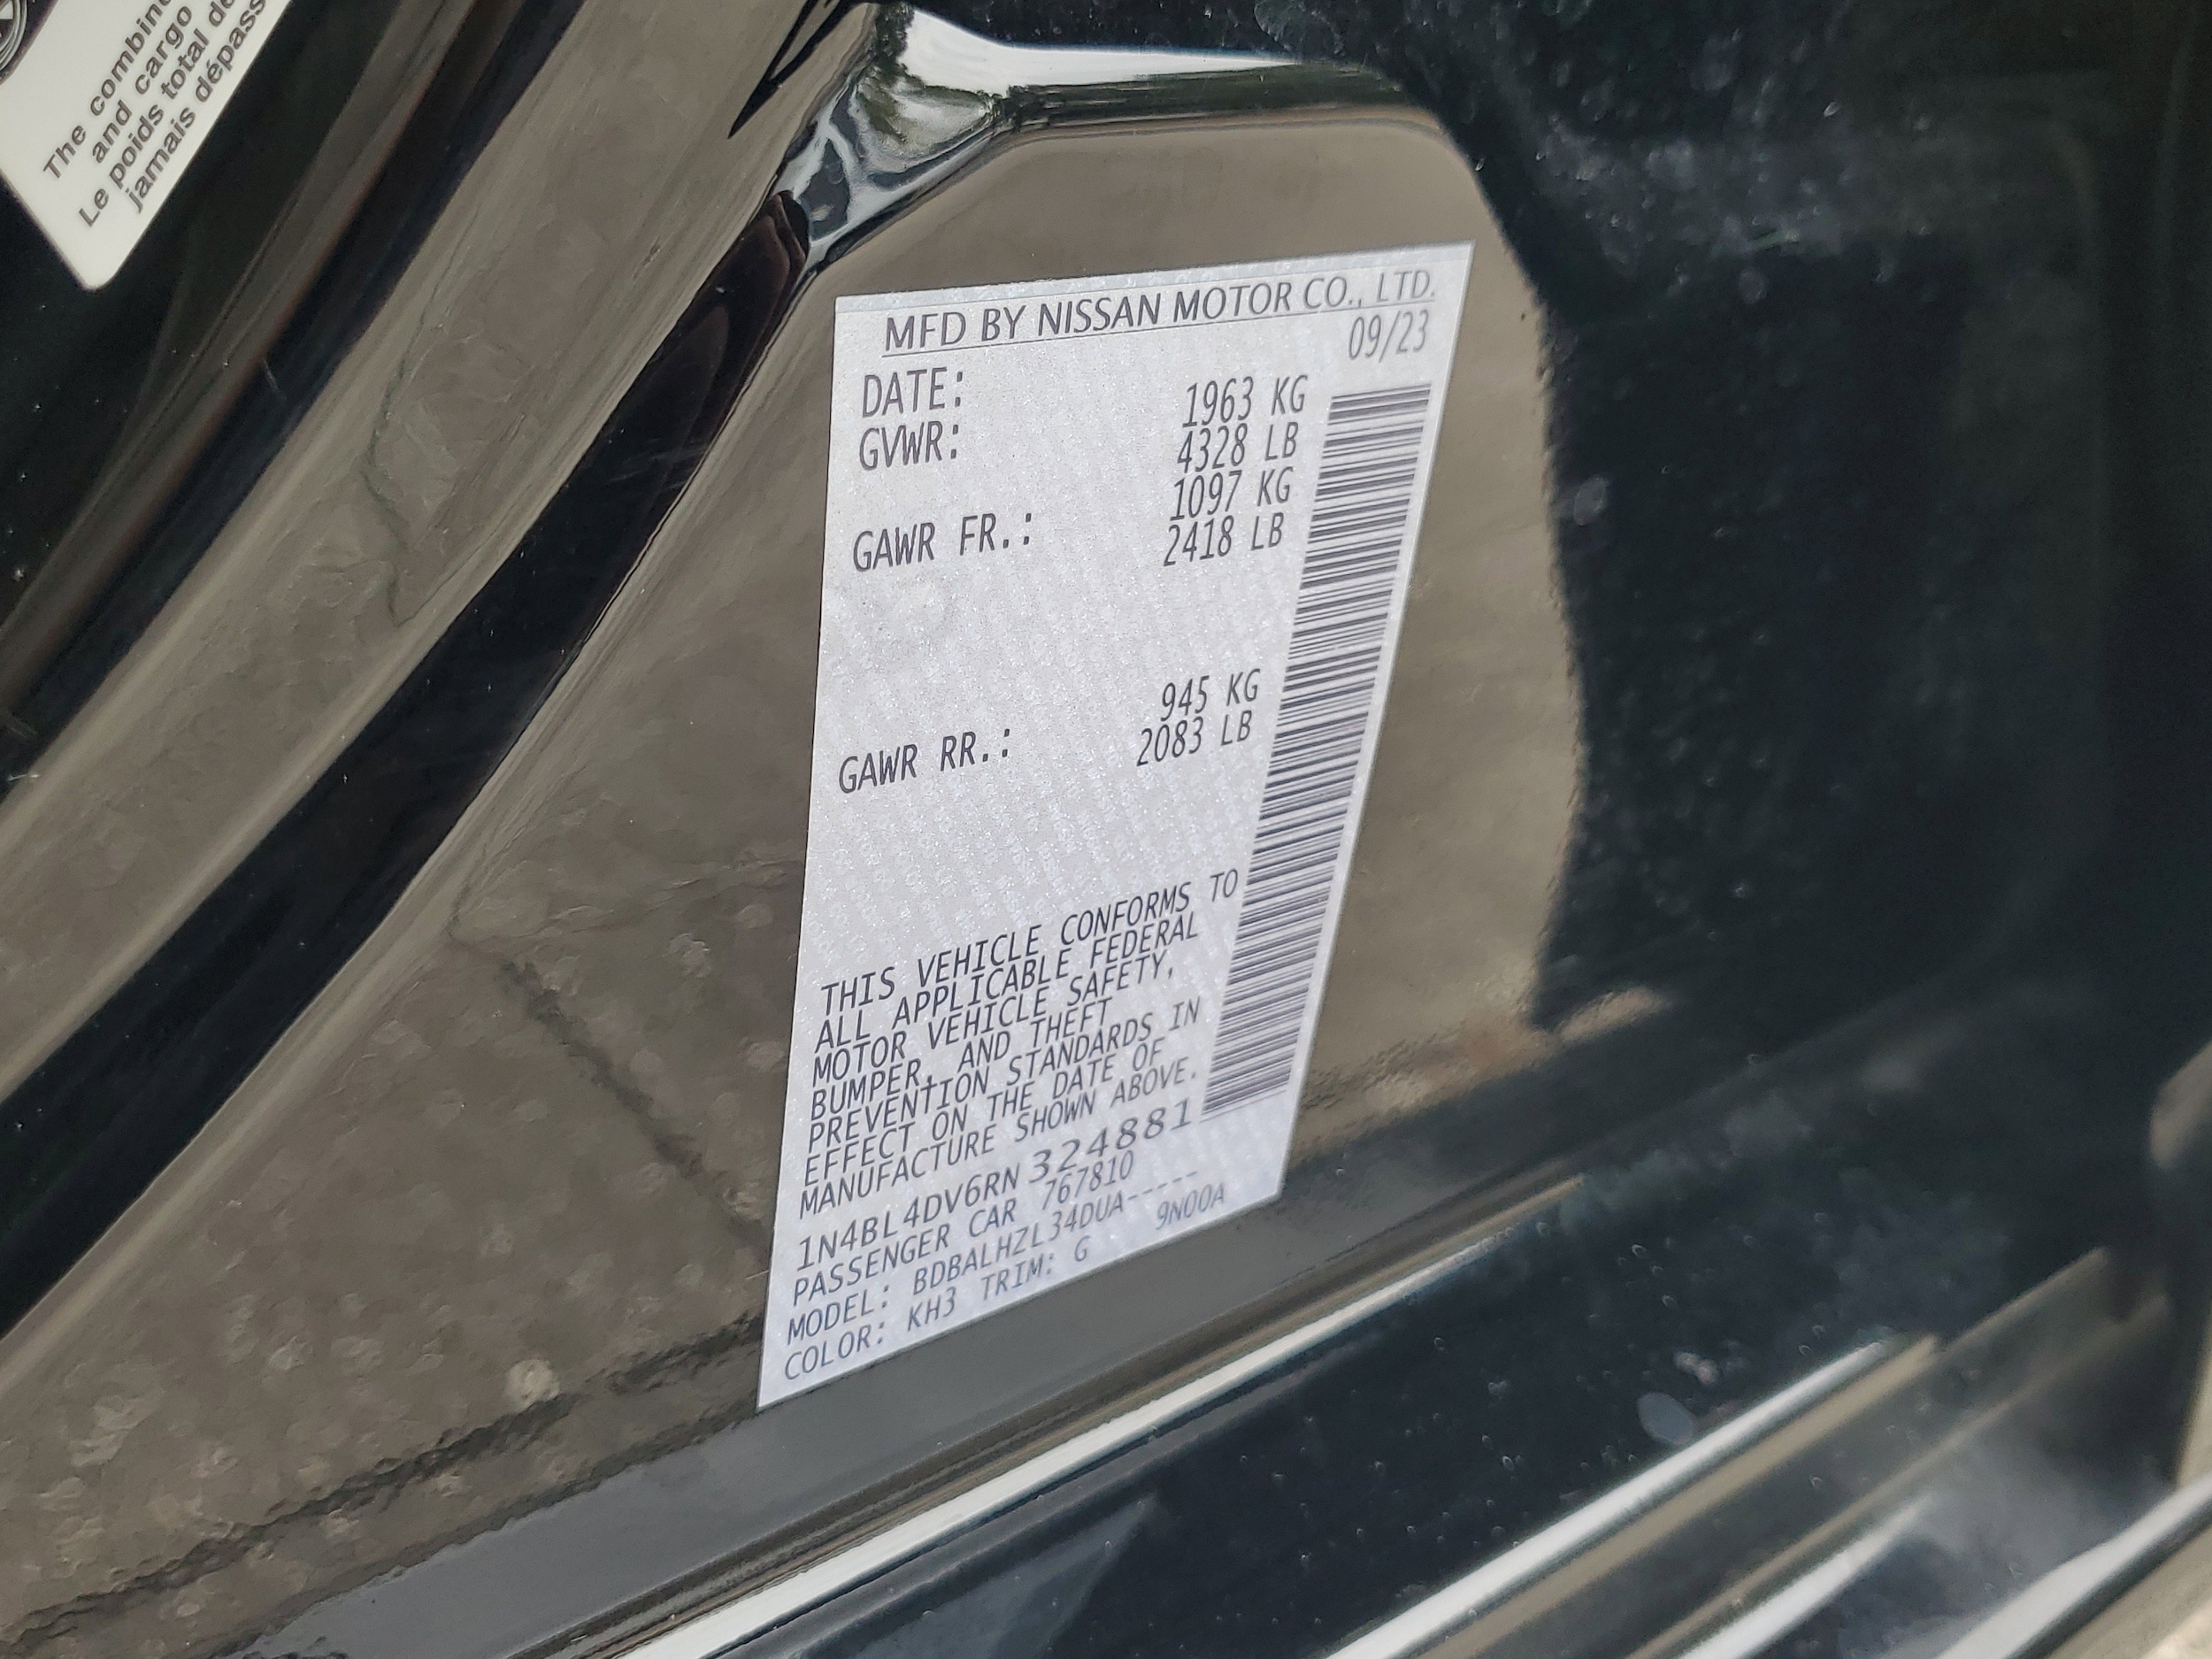 The combine
and cargo
Le poids total de
jamais dépass
MFD BY NISSAN MOTOR CO., LTD.
DATE: 09/23
GVWR: 1963 KG
4328 LB
GAWR FR.: 1097 KG
2418 LB
GAWR RR.: 945 KG
2083 LB
THIS VEHICLE CONFORMS TO
ALL APPLICABLE FEDERAL
MOTOR VEHICLE SAFETY,
BUMPER, AND THEFT
PREVENTION STANDARDS IN
EFFECT ON THE DATE OF
MANUFACTURE SHOWN ABOVE.
1N4BL4DV6RN324881
PASSENGER CAR 767810
MODEL: BDBALHZL34DUA-----
COLOR: KH3 TRIM: G 9N00A